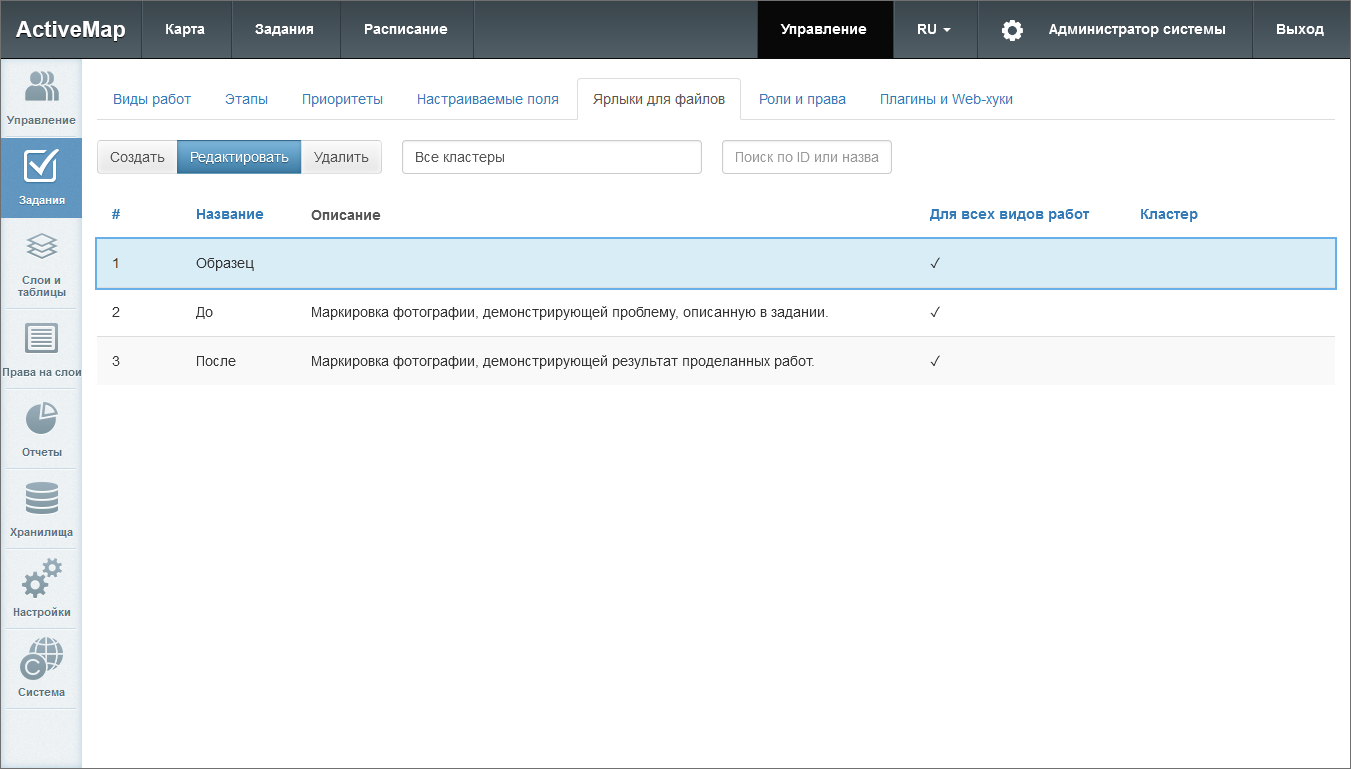 ActiveMap Карта Задания Расписание Управление RU Администратор системы Выход
Управление
Задания
Слои и
таблицы
Права на слои
Отчеты
Хранилища
Настройки
Система
Виды работ Этапы Приоритеты Настраиваемые поля Ярлыки для файлов Роли и права Плагины и Web-хуки
Создать Редактировать Удалить Все кластеры Поиск по ID или назва
# Название Описание Для всех видов работ Кластер
1 Образец ✓
2 До Маркировка фотографии, демонстрирующей проблему, описанную в задании. ✓
3 После Маркировка фотографии, демонстрирующей результат проделанных работ. ✓